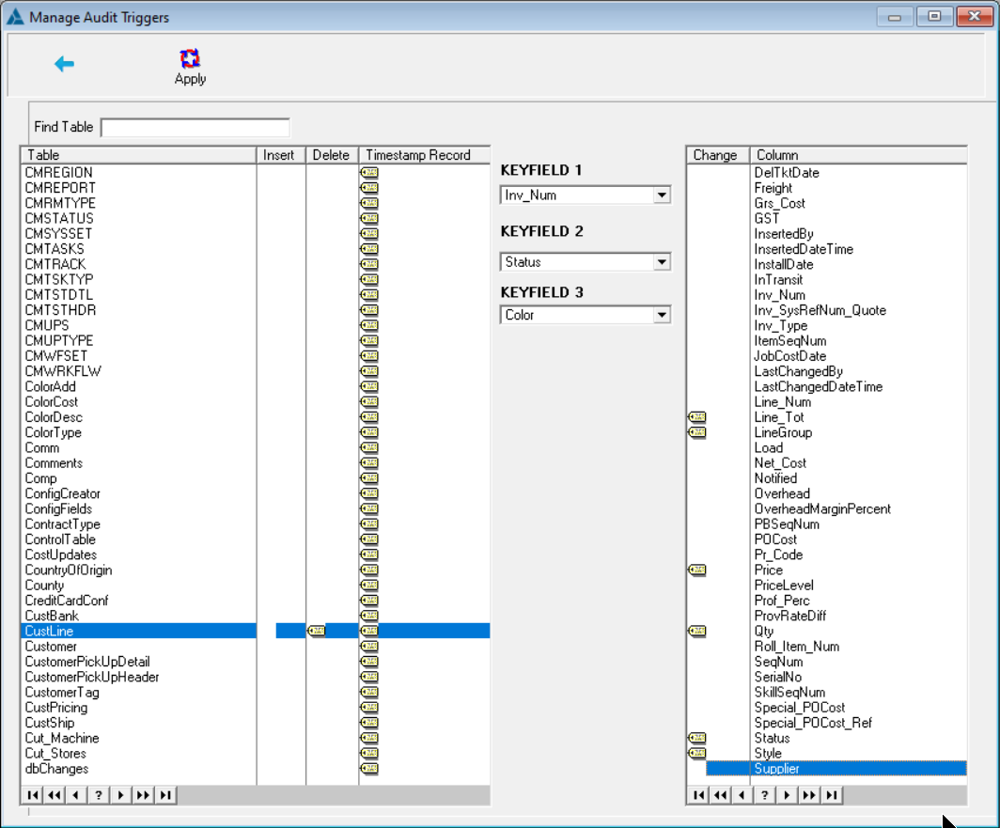 Manage Audit Triggers
Apply
Find Table
Table Insert Delete Timestamp Record
CMREGION
CMREPORT
CMRMTYPE
CMSTATUS
CMSYSSET
CMTASKS
CMTRACK
CMTSKTYP
CMTSTDTL
CMTSTHDR
CMUPS
CMUPTYPE
CMWFSET
CMWRKFLW
ColorAdd
ColorCost
ColorDesc
ColorType
Comm
Comments
Comp
ConfigCreator
ConfigFields
ContractType
ControlTable
CostUpdates
CountryOfOrigin
County
CreditCardConf
CustBank
CustLine
Customer
CustomerPickUpDetail
CustomerPickUpHeader
CustomerTag
CustPricing
CustShip
Cut_Machine
Cut_Stores
dbChanges
?
KEYFIELD 1
Inv_Num
KEYFIELD 2
Status
KEYFIELD 3
Color
Change Column
DelTktDate
Freight
Grs_Cost
GST
InsertedBy
InsertedDateTime
InstallDate
InTransit
Inv_Num
Inv_SysRefNum_Quote
Inv_Type
ItemSeqNum
JobCostDate
LastChangedBy
LastChangedDateTime
Line_Num
Line_Tot
LineGroup
Load
Net_Cost
Notified
Overhead
OverheadMarginPercent
PBSeqNum
POCost
Pr_Code
Price
PriceLevel
Prof_Perc
ProvRateDiff
Qty
Roll_Item_Num
SeqNum
SerialNo
SkillSeqNum
Special_POCost
Special_POCost_Ref
Status
Style
Supplier
?